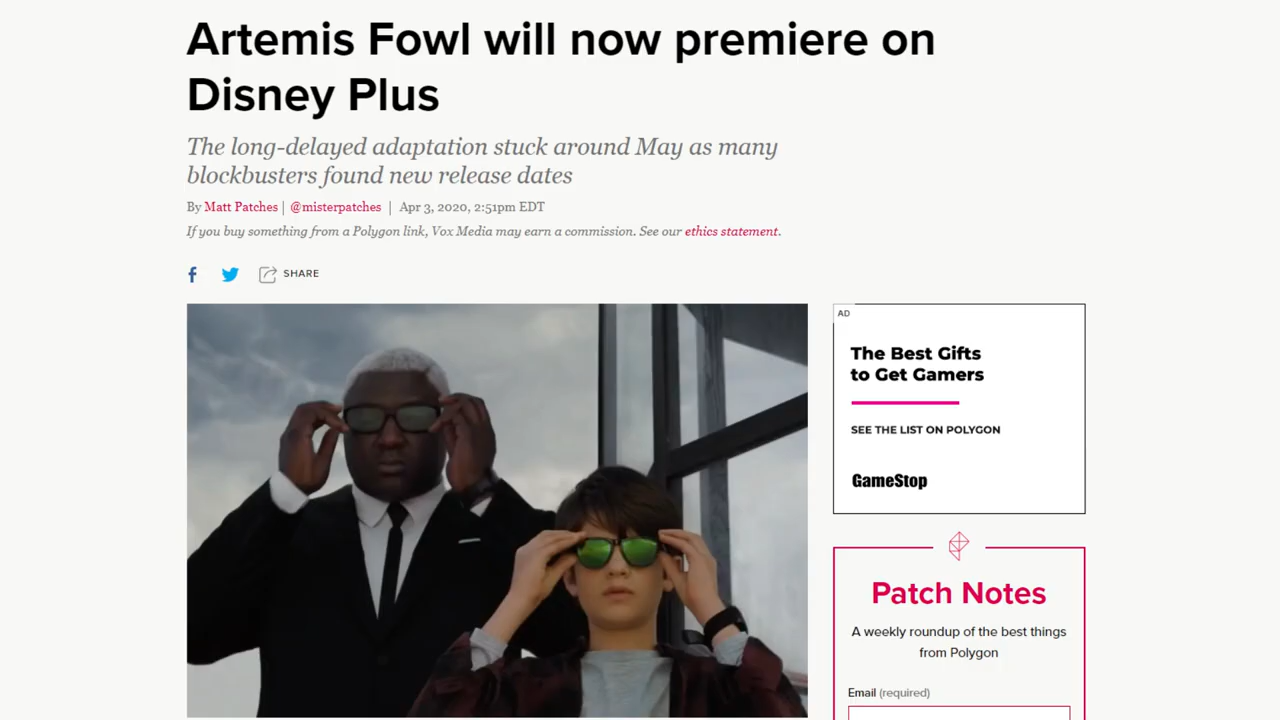 Artemis Fowl will now premiere on
Disney Plus
The long-delayed adaptation stuck around May as many
blockbusters found new release dates
By Matt Patches | @misterpatches | Apr 3, 2020, 2:51pm EDT
If you buy something from a Polygon link, Vox Media may earn a commission. See our ethics statement.
SHARE
AD
The Best Gifts
to Get Gamers
SEE THE LIST ON POLYGON
GameStop
Patch Notes
A weekly roundup of the best things
from Polygon
Email (required)